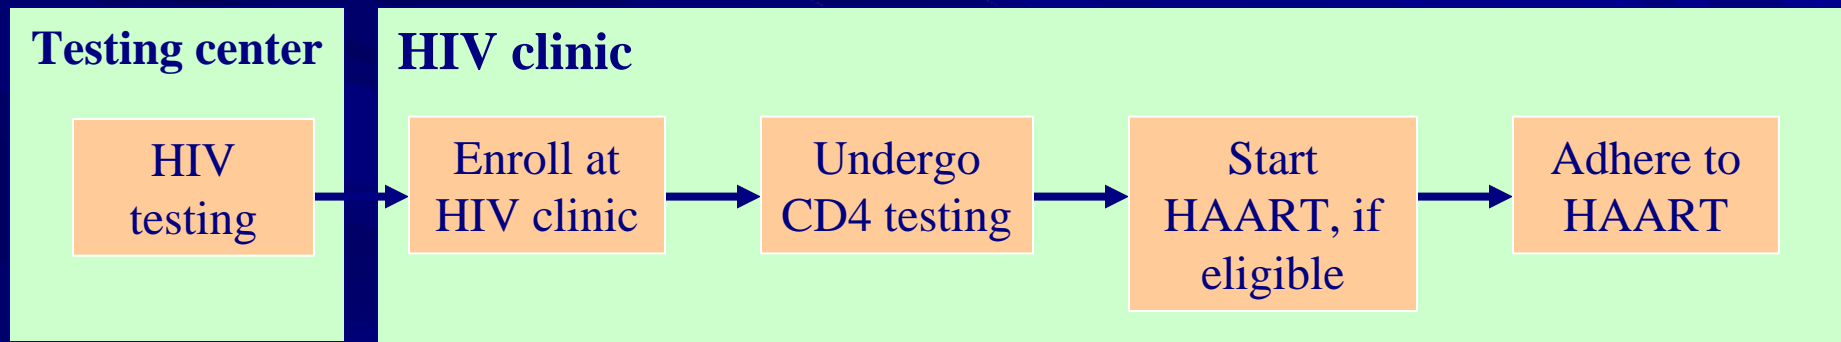 Testing center
HIV
testing
HIV clinic
Enroll at
HIV clinic
Undergo
CD4 testing
Start
HAART, if
eligible
Adhere to
HAART